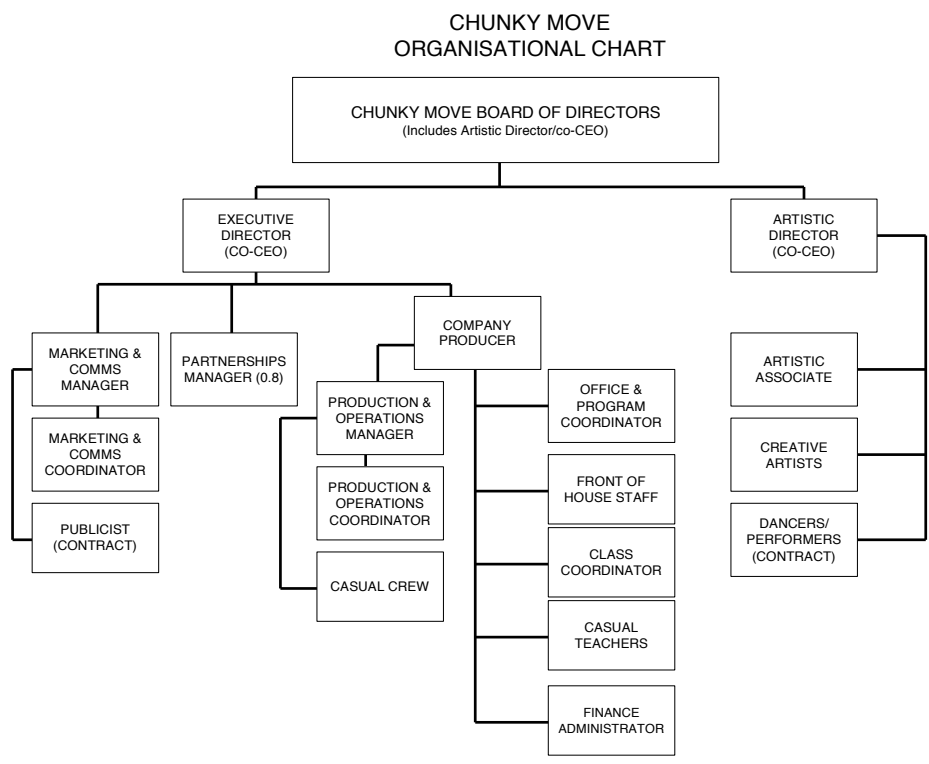 CHUNKY MOVE
ORGANISATIONAL CHART
CHUNKY MOVE BOARD OF DIRECTORS
(Includes Artistic Director/co-CEO)
EXECUTIVE
DIRECTOR
(CO-CEO)
ARTISTIC
DIRECTOR
(CO-CEO)
MARKETING &
COMMS
MANAGER
PARTNERSHIPS
MANAGER (0.8)
COMPANY
PRODUCER
MARKETING &
COMMS
COORDINATOR
PUBLICIST
(CONTRACT)
PRODUCTION &
OPERATIONS
MANAGER
PRODUCTION &
OPERATIONS
COORDINATOR
CASUAL CREW
OFFICE &
PROGRAM
COORDINATOR
FRONT OF
HOUSE STAFF
CLASS
COORDINATOR
CASUAL
TEACHERS
FINANCE
ADMINISTRATOR
ARTISTIC
ASSOCIATE
CREATIVE
ARTISTS
DANCERS/
PERFORMERS
(CONTRACT)